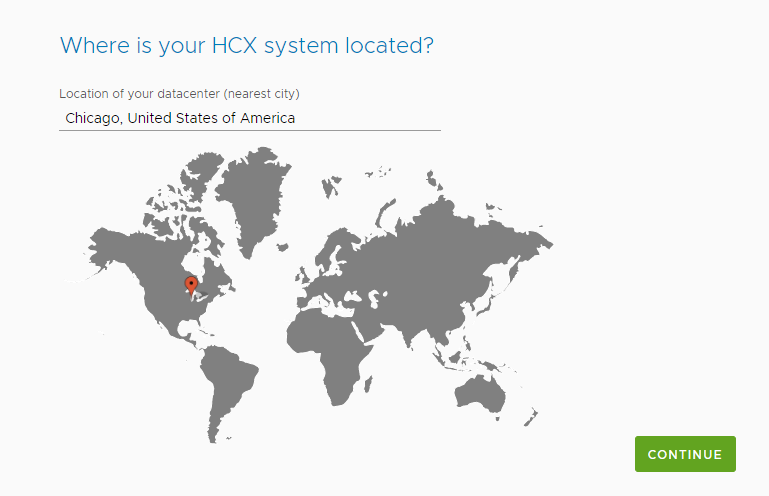 Where is your HCX system located?
Location of your datacenter (nearest city)
Chicago, United States of America
CONTINUE